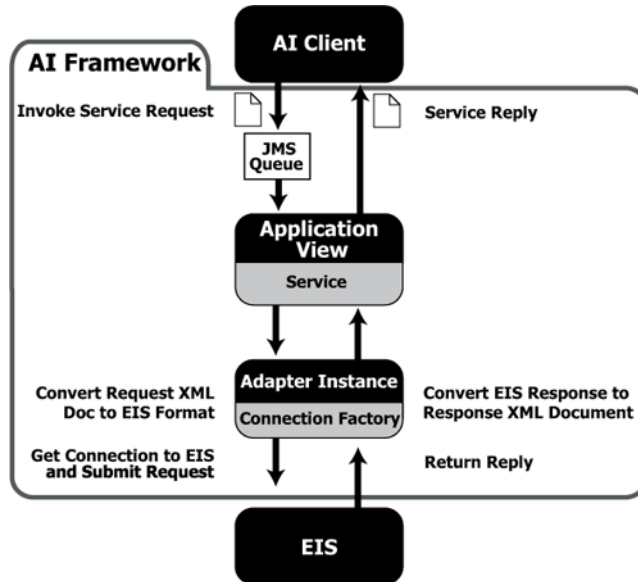 AI Client
AI Framework
Invoke Service Request
Service Reply
JMS
Queue
Application
View
Service
Adapter Instance
Connection Factory
Convert Request XML
Doc to EIS Format
Convert EIS Response to
Response XML Document
Get Connection to EIS
and Submit Request
Return Reply
EIS